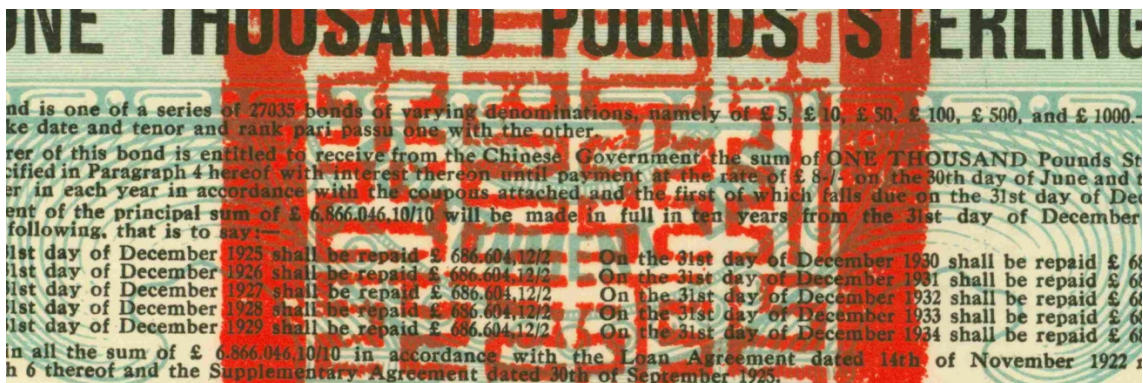 ONE THOUSAND POUNDS STERLING
nd is one of a series of 27035 bonds of varying denominations, namely of £ 5, £ 10, £ 50, £ 100, £ 500, and £ 1000.—
ke date and tenor and rank pari passu one with the other.
rer of this bond is entitled to receive from the Chinese Government the sum of ONE THOUSAND Pounds St
cified in Paragraph 4 hereof with interest thereon until payment at the rate of £ 8-/- on the 30th day of June and t
er in each year in accordance with the coupons attached and the first of which falls due on the 31st day of Dec
ent of the principal sum of £ 6.866.046.10/10 will be made in full in ten years from the 31st day of December
following, that is to say:—
31st day of December 1925 shall be repaid £ 686.604,12/2 On the 31st day of December 1930 shall be repaid £ 68
31st day of December 1926 shall be repaid £ 686.604,12/2 On the 31st day of December 1931 shall be repaid £ 68
31st day of December 1927 shall be repaid £ 686.604,12/2 On the 31st day of December 1932 shall be repaid £ 68
31st day of December 1928 shall be repaid £ 686.604,12/2 On the 31st day of December 1933 shall be repaid £ 68
31st day of December 1929 shall be repaid £ 686.604,12/2 On the 31st day of December 1934 shall be repaid £ 68
in all the sum of £ 6.866.046,10/10 in accordance with the Loan Agreement dated 14th of November 1922
h 6 thereof and the Supplementary Agreement dated 30th of September 1925.